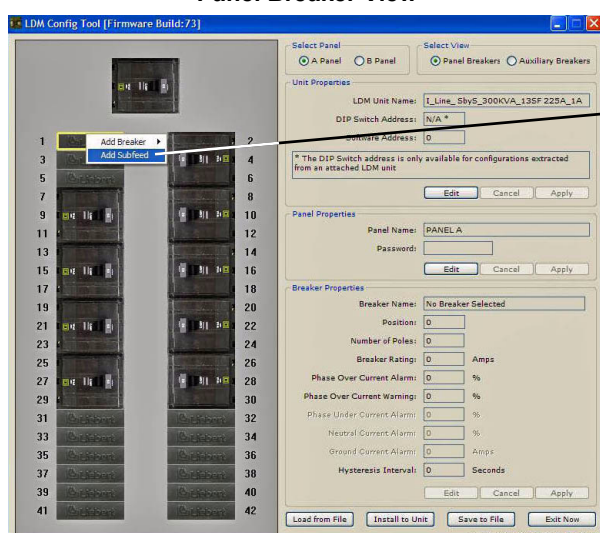 Panel Breaker View
LDM Config Tool [Firmware Build:73]
Select Panel
A Panel B Panel
Select View
Panel Breakers Auxiliary Breakers
Unit Properties
LDM Unit Name: I_Line_SbyS_300KVA_13SF 225A_1A
DIP Switch Address: N/A *
Software Address: 0
* The DIP Switch address is only available for configurations extracted
from an attached LDM unit
Edit Cancel Apply
Panel Properties
Panel Name: PANEL A
Password:
Edit Cancel Apply
Breaker Properties
Breaker Name: No Breaker Selected
Position: 0
Number of Poles: 0
Breaker Rating: 0 Amps
Phase Over Current Alarm: 0 %
Phase Over Current Warning: 0 %
Phase Under Current Alarm: 0 %
Neutral Current Alarm: 0 %
Ground Current Alarm: 0 Amps
Hysteresis Interval: 0 Seconds
Edit Cancel Apply
Load from File Install to Unit Save to File Exit Now
Add Breaker
Add Subfeed
1 2
3 4
5 6
7 8
9 10
11 12
13 14
15 16
17 18
19 20
21 22
23 24
25 26
27 28
29 30
31 32
33 34
35 36
37 38
39 40
41 42